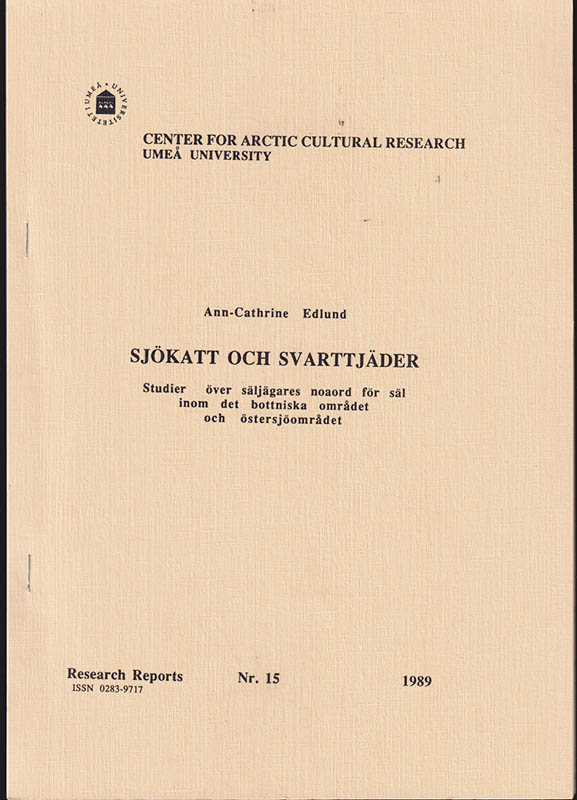 UNIVERSITETET I UMEÅ
CENTER FOR ARCTIC CULTURAL RESEARCH
UMEÅ UNIVERSITY
Ann-Cathrine Edlund
SJÖKATT OCH SVARTTJÄDER
Studier över säljägares noaord för säl
inom det bottniska området
och östersjöområdet
Research Reports Nr. 15 1989
ISSN 0283-9717